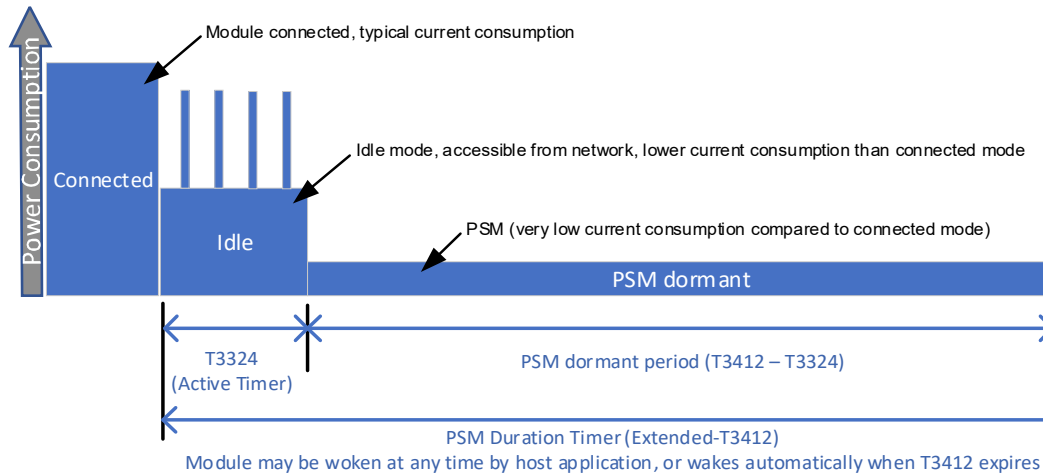 Power Consumption
Module connected, typical current consumption
Connected
Idle mode, accessible from network, lower current consumption than connected mode
Idle
PSM (very low current consumption compared to connected mode)
PSM dormant
T3324
(Active Timer)
PSM dormant period (T3412 – T3324)
PSM Duration Timer (Extended-T3412)
Module may be woken at any time by host application, or wakes automatically when T3412 expires